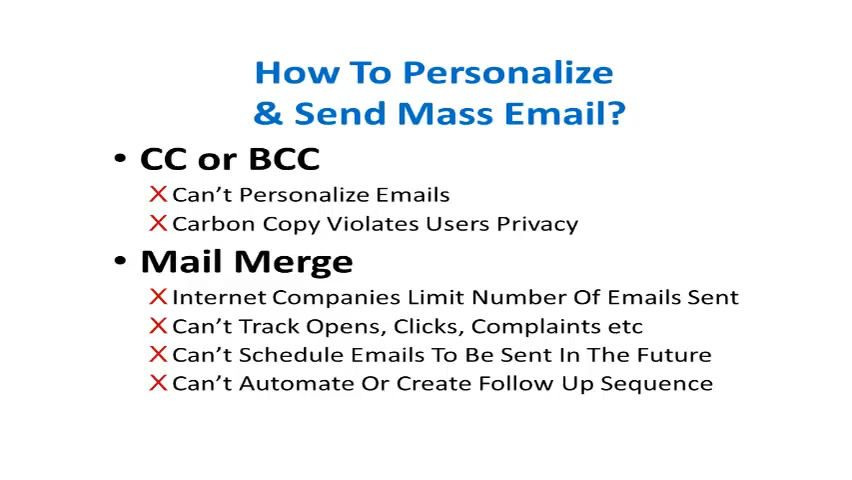 How To Personalize
& Send Mass Email?
• CC or BCC
X Can't Personalize Emails
X Carbon Copy Violates Users Privacy
• Mail Merge
X Internet Companies Limit Number Of Emails Sent
X Can't Track Opens, Clicks, Complaints etc
X Can't Schedule Emails To Be Sent In The Future
X Can't Automate Or Create Follow Up Sequence